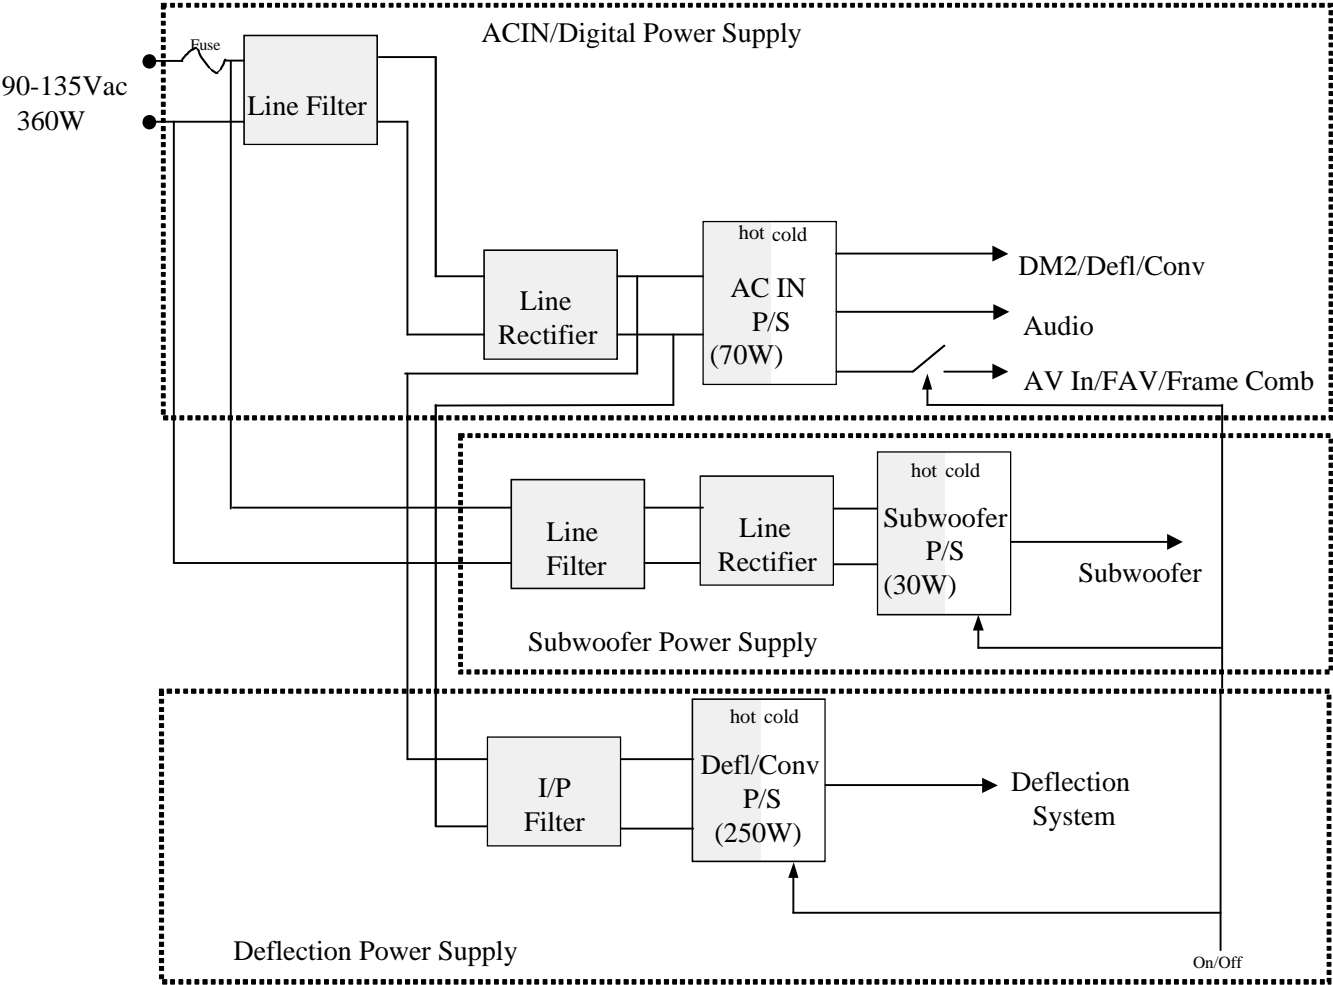 ACIN/Digital Power Supply
Fuse
90-135Vac
360W
Line Filter
hot cold
AC IN
P/S
(70W)
Line
Rectifier
DM2/Defl/Conv
Audio
AV In/FAV/Frame Comb
hot cold
Subwoofer
P/S
(30W)
Line
Filter
Line
Rectifier
Subwoofer
Subwoofer Power Supply
hot cold
Defl/Conv
P/S
(250W)
I/P
Filter
Deflection
System
Deflection Power Supply
On/Off